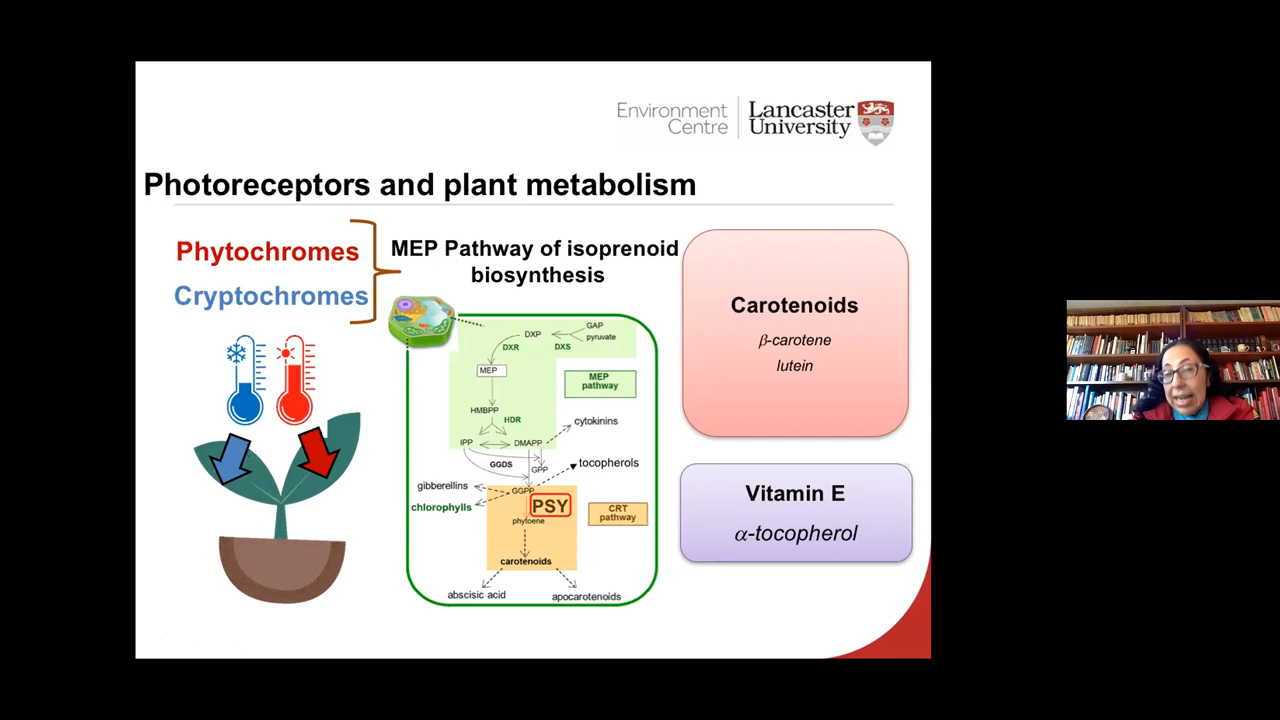 Environment
Centre
Lancaster
University
Photoreceptors and plant metabolism
Phytochromes
Cryptochromes
MEP Pathway of isoprenoid
biosynthesis
GAP
pyruvate
DXP
DXR
DXS
MEP
MEP
pathway
HMBPP
HDR
cytokinins
IPP
DMAPP
GGDS
GPP
tocopherols
gibberellins
GGPP
chlorophylls
PSY
CRT
pathway
phytoene
carotenoids
abscisic acid
apocarotenoids
Carotenoids
β-carotene
lutein
Vitamin E
α-tocopherol